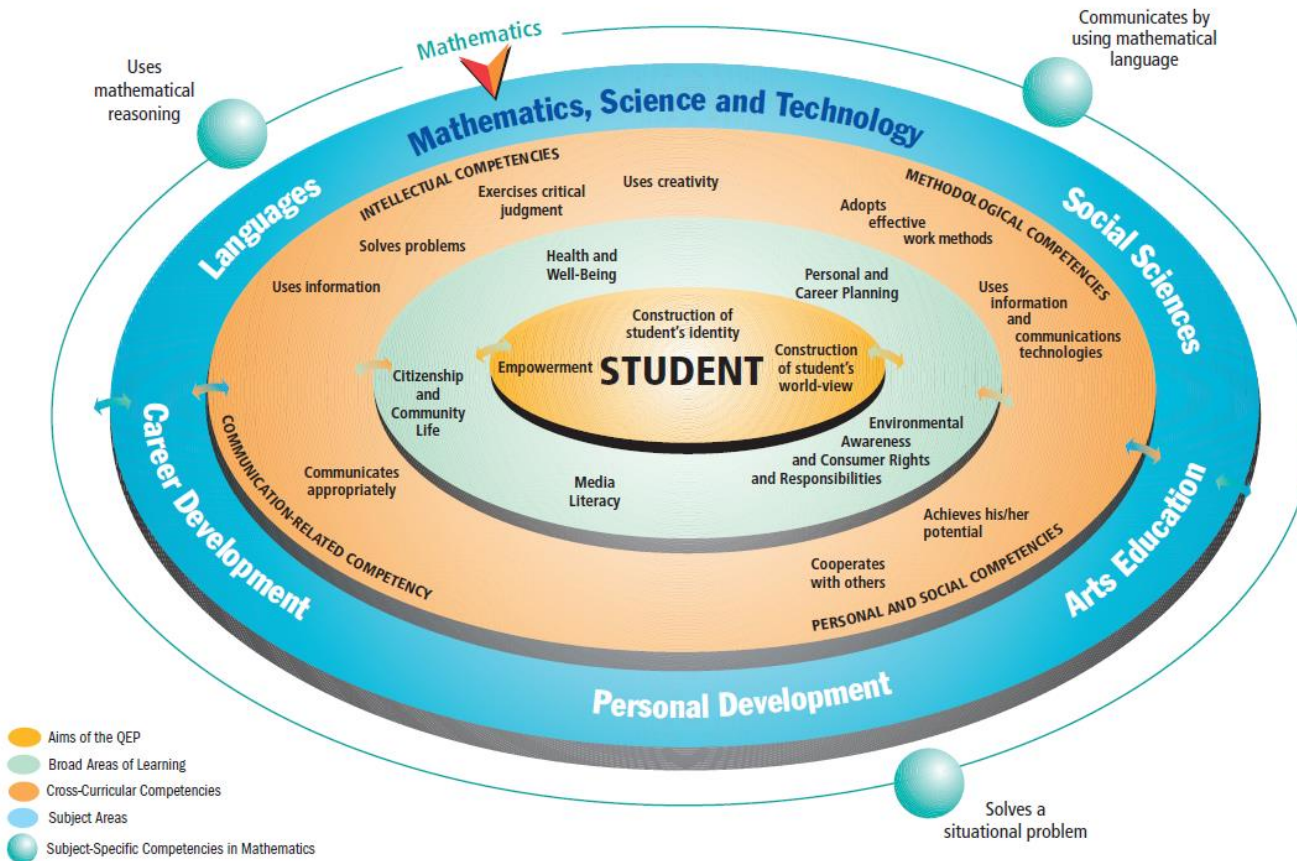 Mathematics
Communicates by
using mathematical
language
Uses
mathematical
reasoning
Mathematics, Science and Technology
Languages
Social Sciences
INTELLECTUAL COMPETENCIES
METHODOLOGICAL COMPETENCIES
Exercises critical
judgment
Uses creativity
Adopts
effective
work methods
Solves problems
Uses information
Uses
information
and
communications
technologies
Health and
Well-Being
Personal and
Career Planning
Construction of
student's identity
Empowerment
STUDENT
Construction
of student's
world-view
Citizenship
and
Community
Life
Environmental
Awareness
and Consumer Rights
and Responsibilities
Media
Literacy
Communicates
appropriately
Achieves his/her
potential
Cooperates
with others
COMMUNICATION-RELATED COMPETENCY
PERSONAL AND SOCIAL COMPETENCIES
Career Development
Arts Education
Personal Development
Aims of the QEP
Broad Areas of Learning
Cross-Curricular Competencies
Subject Areas
Subject-Specific Competencies in Mathematics
Solves a
situational problem